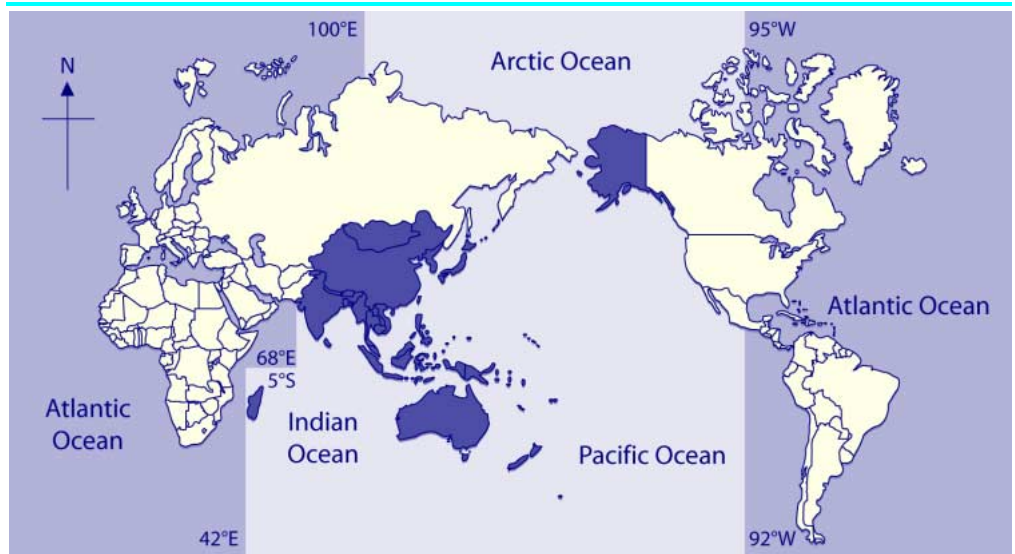 100°E
95°W
Arctic Ocean
N
Atlantic Ocean
68°E
5°S
Atlantic
Ocean
Indian
Ocean
Pacific Ocean
42°E
92°W